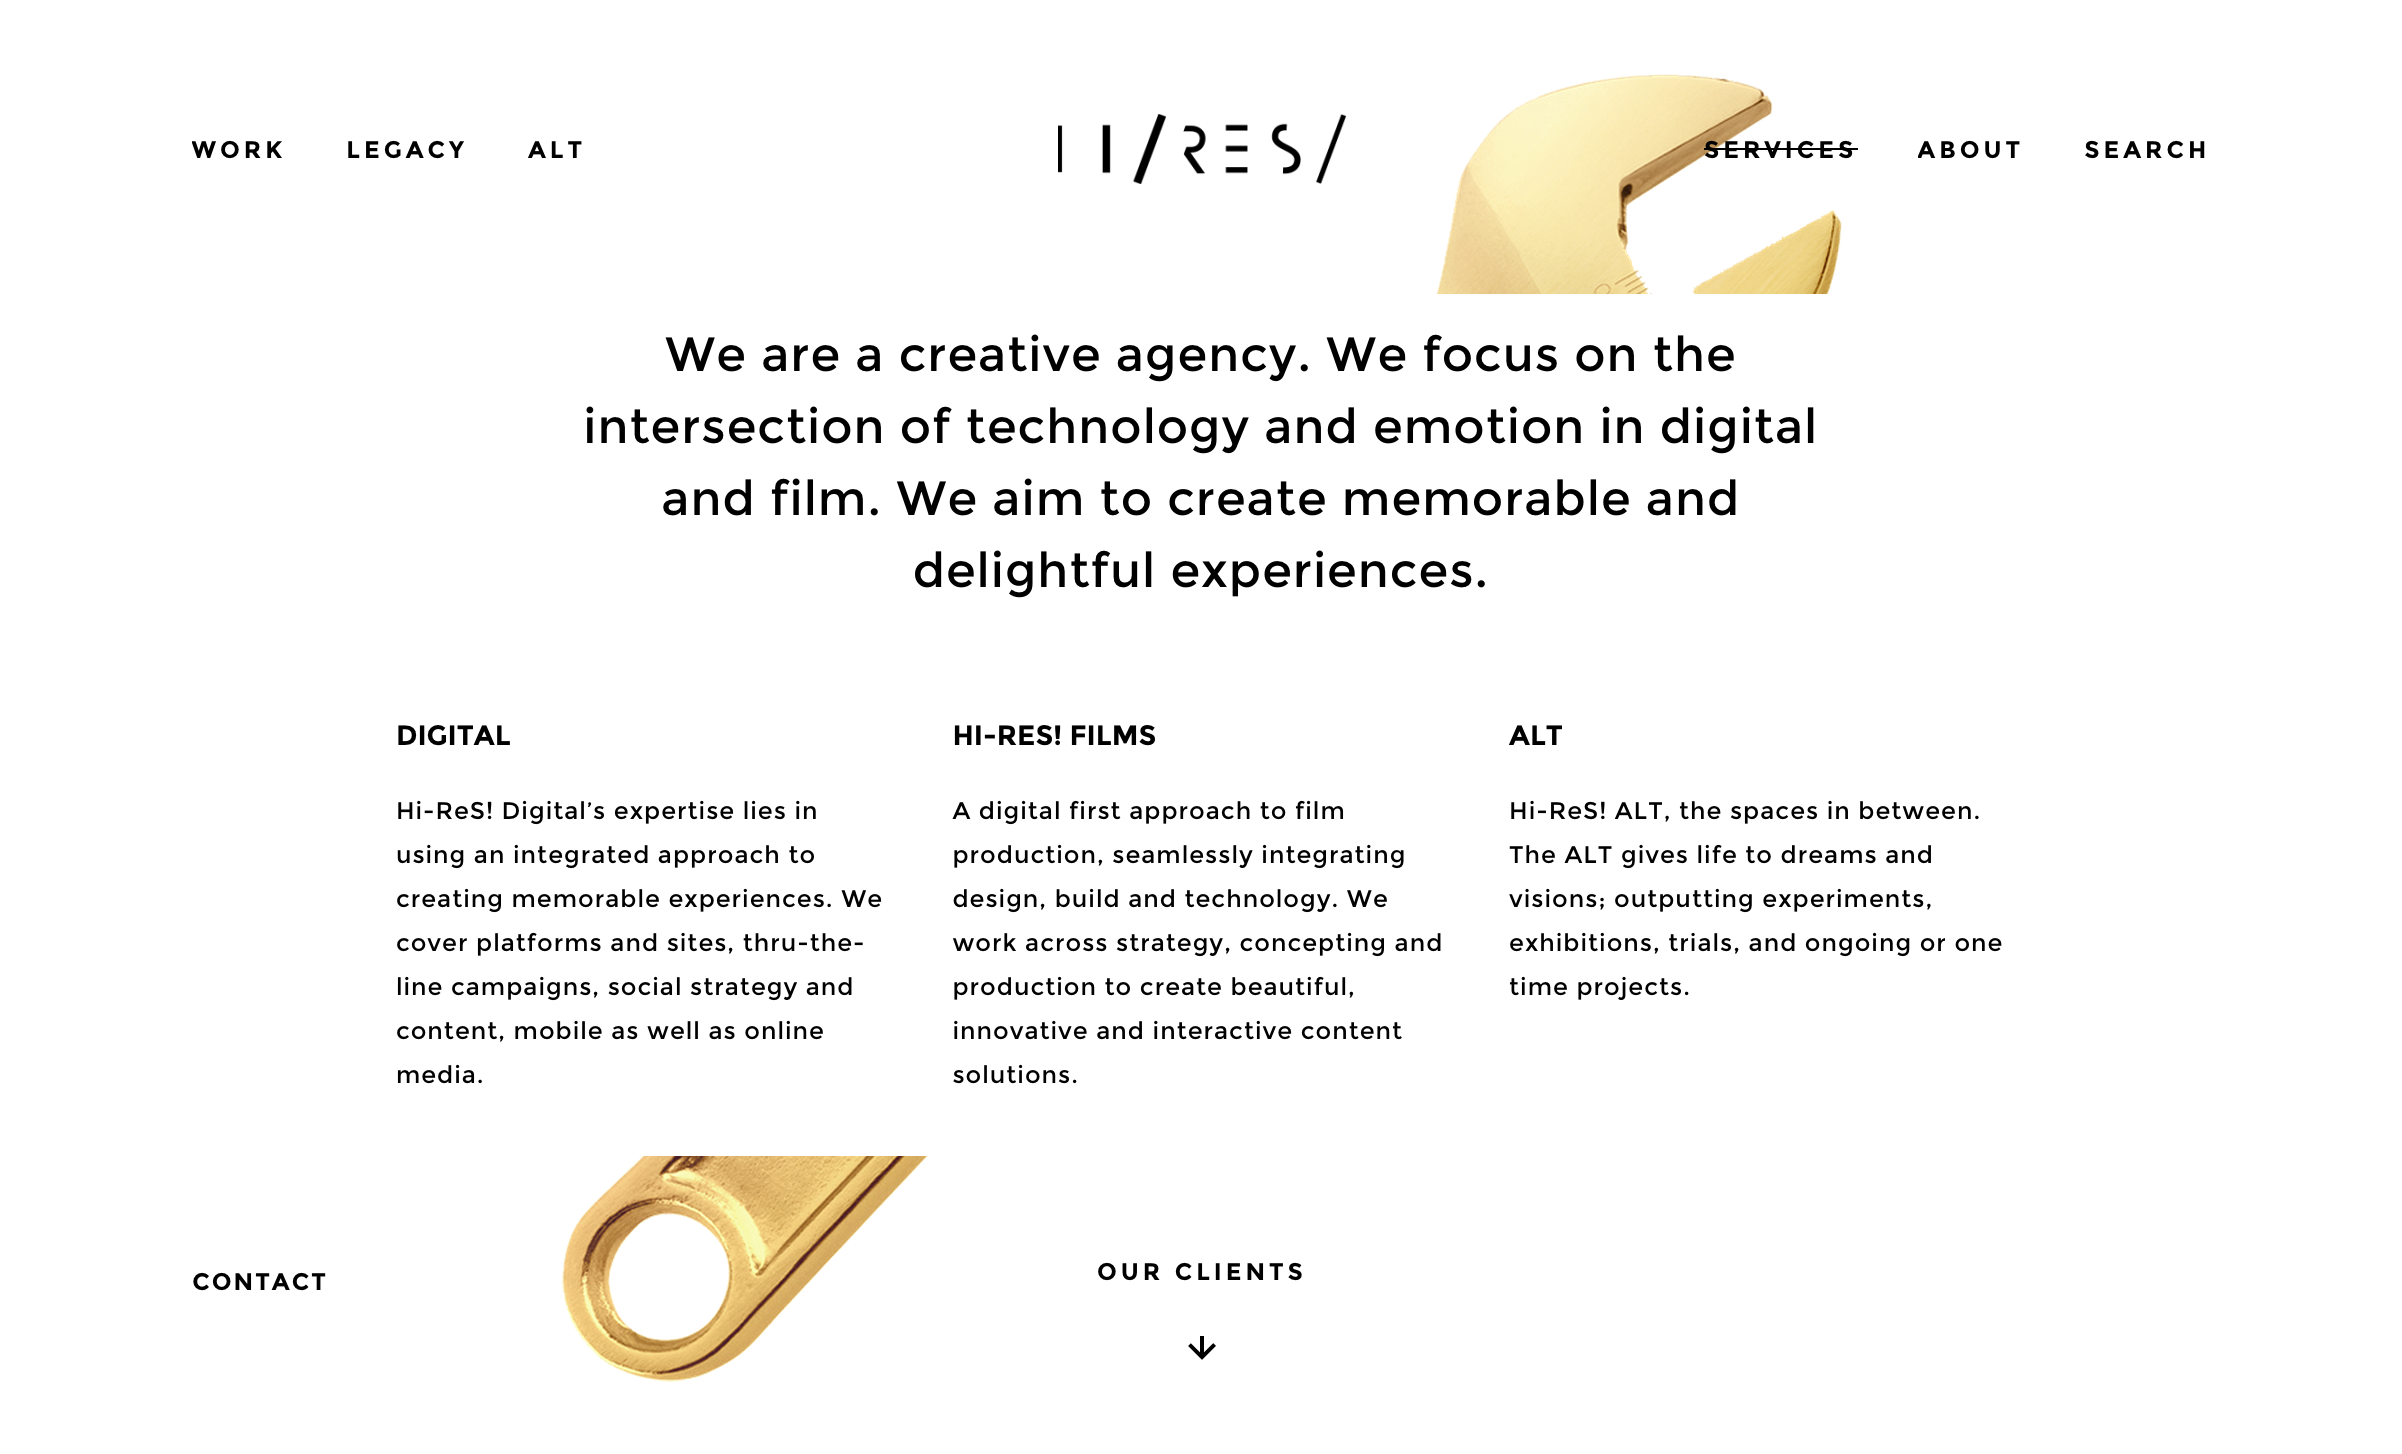 WORK LEGACY ALT
HI/RES/
SERVICES ABOUT SEARCH
We are a creative agency. We focus on the
intersection of technology and emotion in digital
and film. We aim to create memorable and
delightful experiences.
DIGITAL
Hi-ReS! Digital’s expertise lies in
using an integrated approach to
creating memorable experiences. We
cover platforms and sites, thru-the-
line campaigns, social strategy and
content, mobile as well as online
media.
HI-RES! FILMS
A digital first approach to film
production, seamlessly integrating
design, build and technology. We
work across strategy, concepting and
production to create beautiful,
innovative and interactive content
solutions.
ALT
Hi-ReS! ALT, the spaces in between.
The ALT gives life to dreams and
visions; outputting experiments,
exhibitions, trials, and ongoing or one
time projects.
CONTACT
OUR CLIENTS